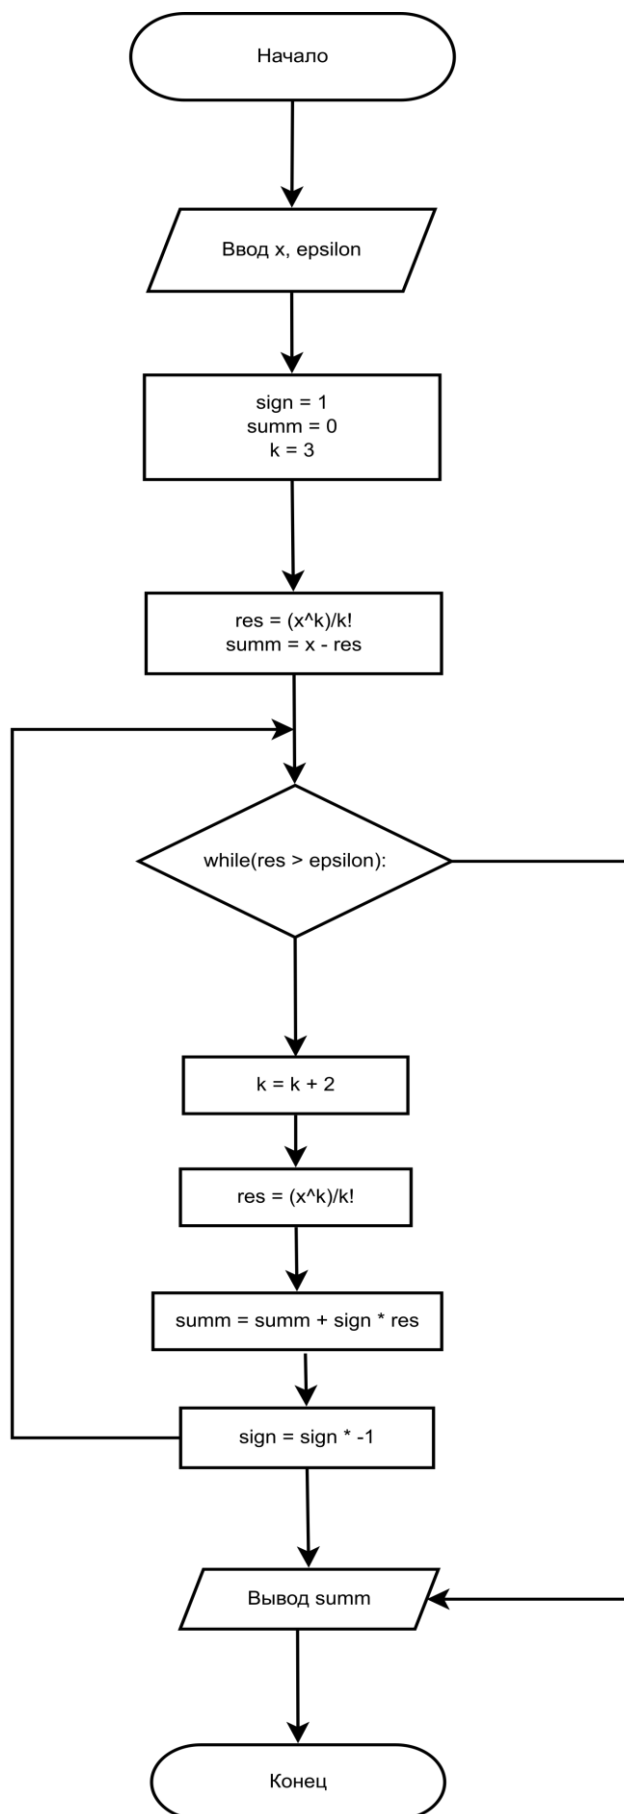 Начало
Ввод x, epsilon
sign = 1
summ = 0
k = 3
res = (x^k)/k!
summ = x - res
while(res > epsilon):
k = k + 2
res = (x^k)/k!
summ = summ + sign * res
sign = sign * -1
Вывод summ
Конец